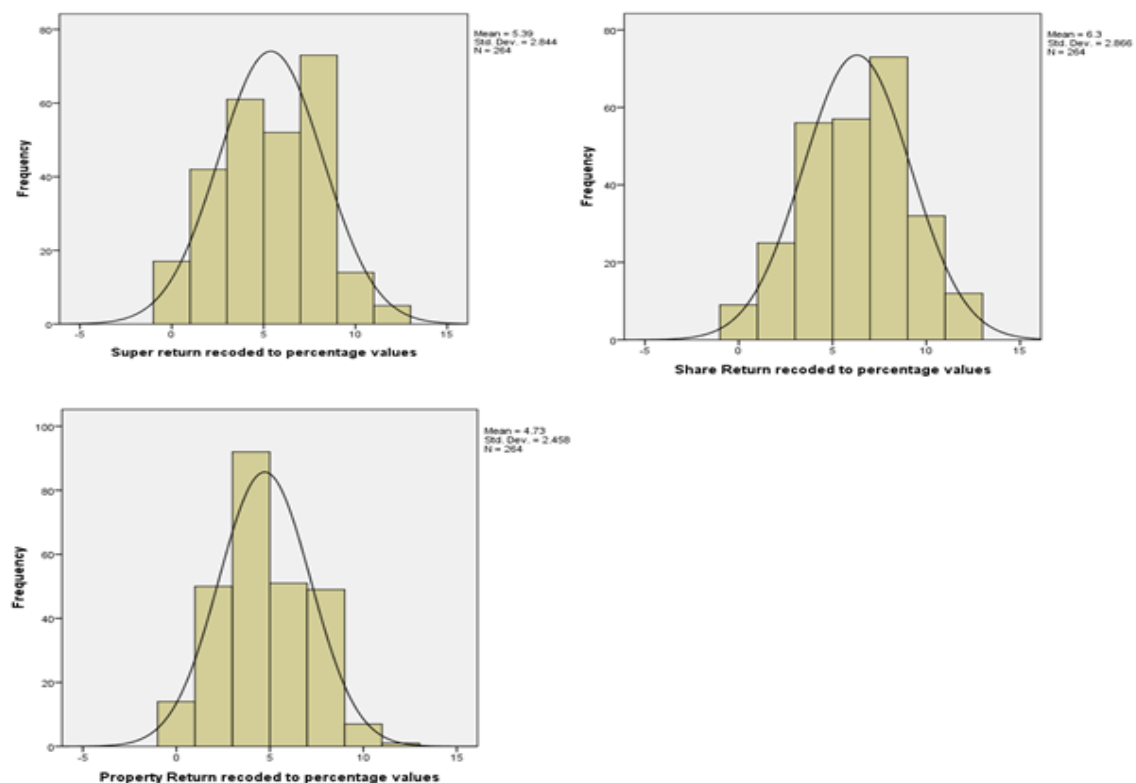 80
60
40
20
0
Frequency
-5 0 5 10 15
Super return recoded to percentage values
Mean = 5.39
Std. Dev. = 2.844
N = 264
80
60
40
20
0
Frequency
-5 0 5 10 15
Share Return recoded to percentage values
Mean = 6.3
Std. Dev. = 2.866
N = 264
100
80
60
40
20
0
Frequency
-5 0 5 10 15
Property Return recoded to percentage values
Mean = 4.73
Std. Dev. = 2.458
N = 264